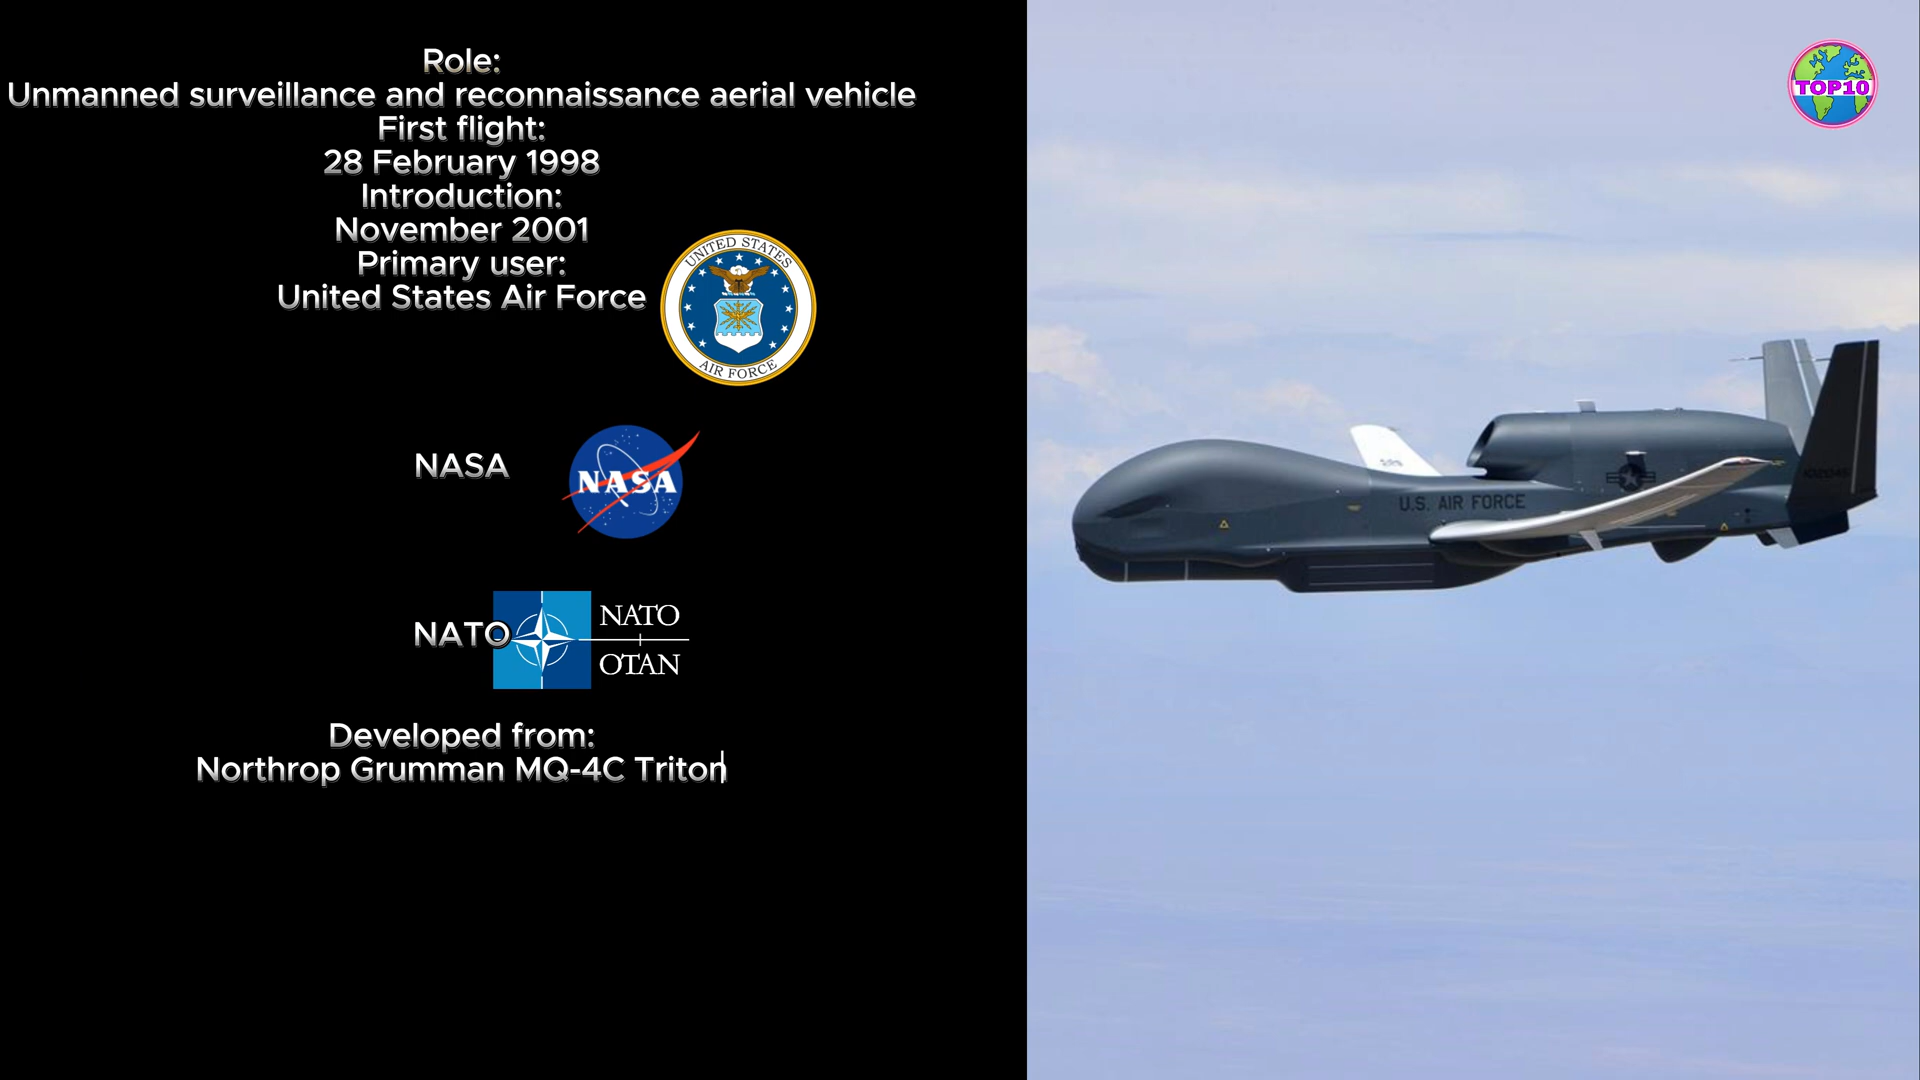 Role:
Unmanned surveillance and reconnaissance aerial vehicle
First flight:
28 February 1998
Introduction:
November 2001
Primary user:
United States Air Force
UNITED STATES
AIR FORCE
NASA
NASA
NATO
NATO
OTAN
Developed from:
Northrop Grumman MQ-4C Triton
TOP10
U.S. AIR FORCE